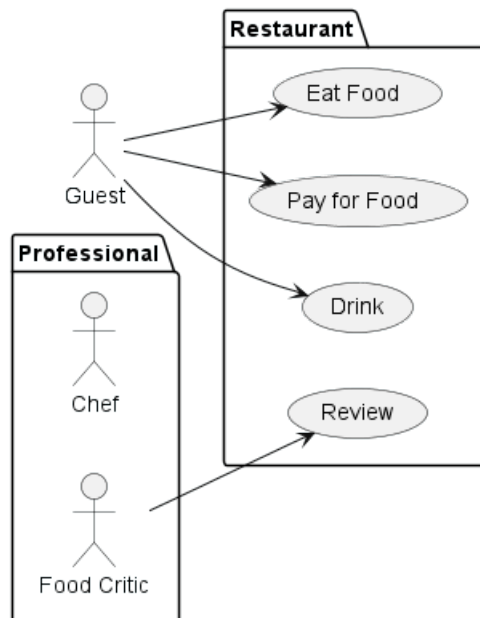 Restaurant
Eat Food
Guest
Pay for Food
Professional
Drink
Chef
Review
Food Critic